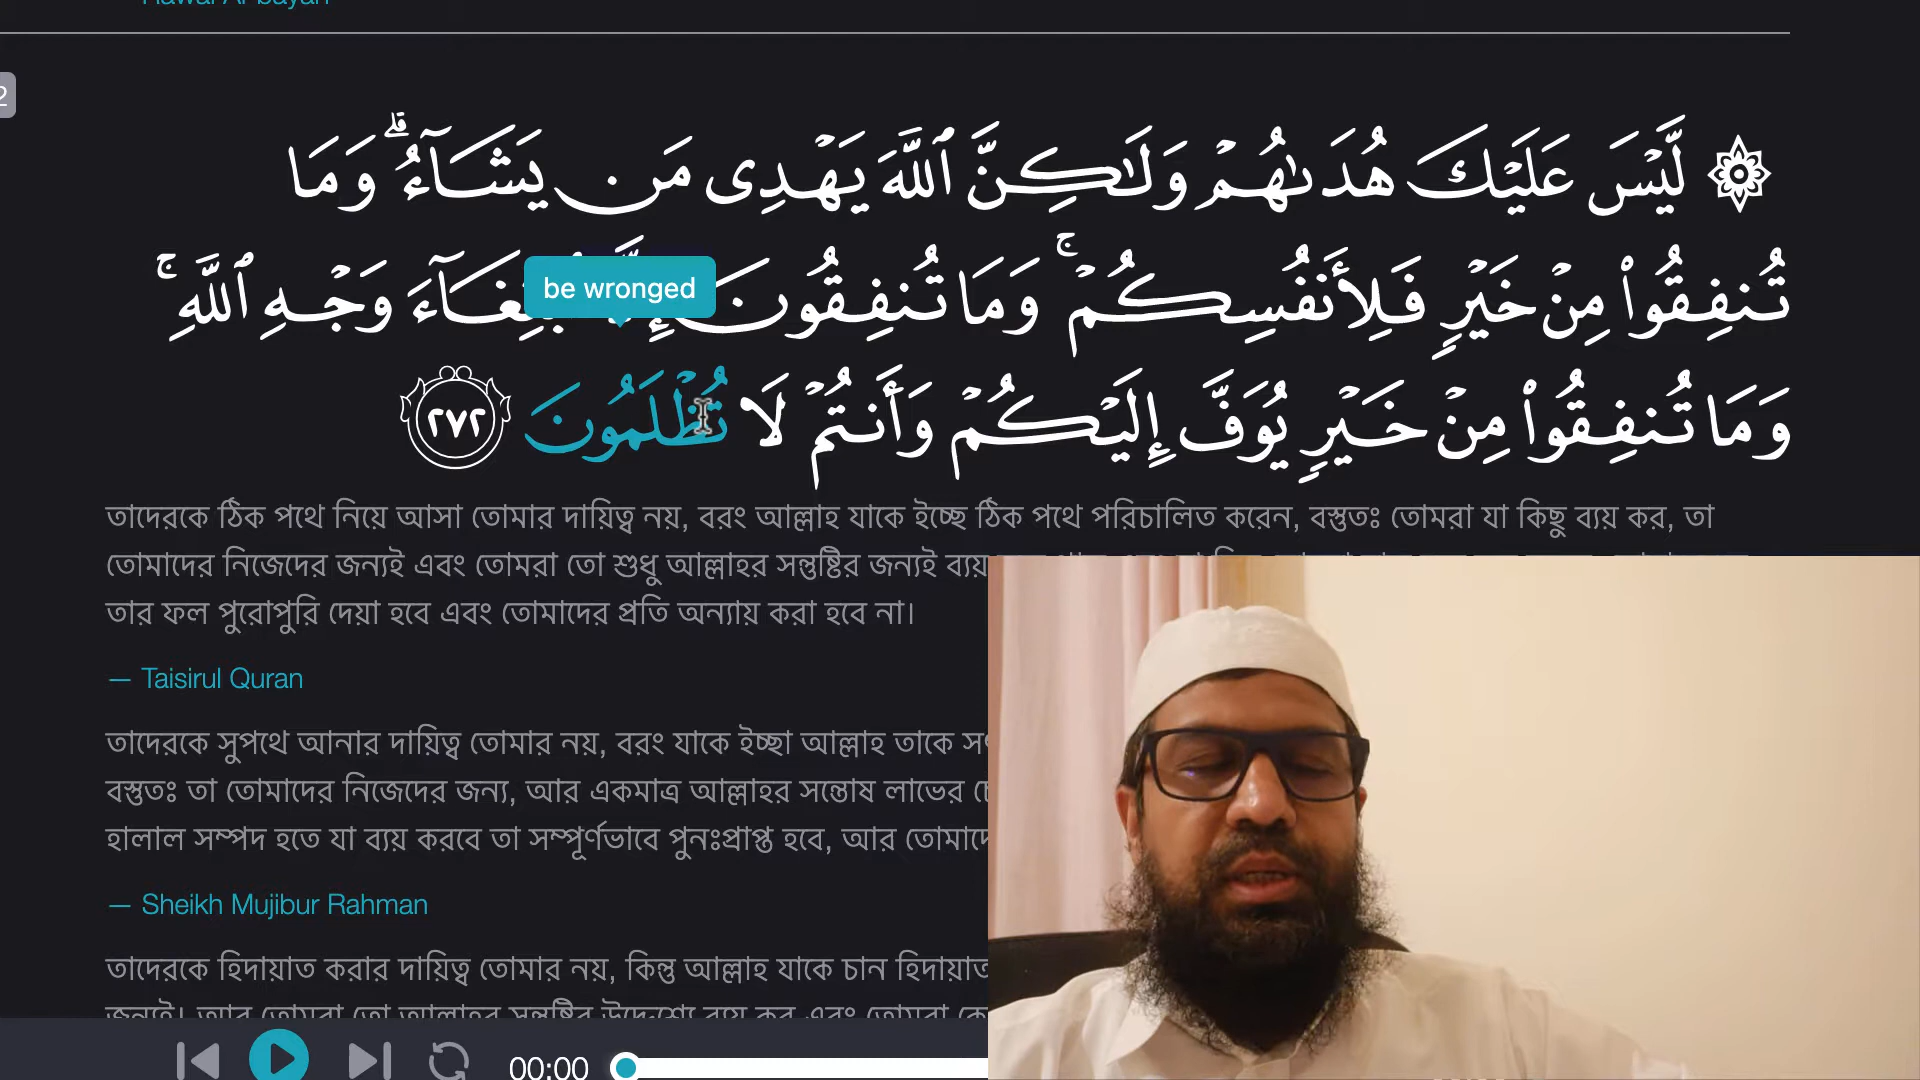 2
۞ لَّيْسَ عَلَيْكَ هُدَىٰهُمْ وَلَـٰكِنَّ ٱللَّهَ يَهْدِى مَن يَشَآءُ ۗ وَمَا
تُنفِقُوا۟ مِنْ خَيْرٍ فَلِأَنفُسِكُمْ ۚ وَمَا تُنفِقُونَ وَجْهِ ٱللَّهِ ۚ
be wronged
وَمَا تُنفِقُوا۟ مِنْ خَيْرٍ يُوَفَّ إِلَيْكُمْ وَأَنتُمْ لَا تُظْلَمُونَ ٢٧٢
তাদেরকে ঠিক পথে নিয়ে আসা তোমার দায়িত্ব নয়, বরং আল্লাহ যাকে ইচ্ছে ঠিক পথে পরিচালিত করেন, বস্তুতঃ তোমরা যা কিছু ব্যয় কর, তা
তোমাদের নিজেদের জন্যই এবং তোমরা তো শুধু আল্লাহর সন্তুষ্টির জন্যই ব্যয়
তার ফল পুরোপুরি দেয়া হবে এবং তোমাদের প্রতি অন্যায় করা হবে না।
— Taisirul Quran
তাদেরকে সুপথে আনার দায়িত্ব তোমার নয়, বরং যাকে ইচ্ছা আল্লাহ তাকে
বস্তুতঃ তা তোমাদের নিজেদের জন্য, আর একমাত্র আল্লাহর সন্তোষ লাভের
হালাল সম্পদ হতে যা ব্যয় করবে তা সম্পূর্ণভাবে পুনঃপ্রাপ্ত হবে, আর
— Sheikh Mujibur Rahman
তাদেরকে হিদায়াত করার দায়িত্ব তোমার নয়, কিন্তু আল্লাহ যাকে চান হিদায়াত
00:00